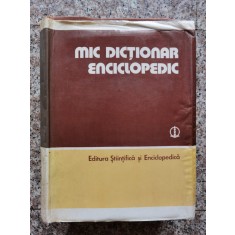 MIC DICȚIONAR
ENCICLOPEDIC
Editura Științifică și Enciclopedică